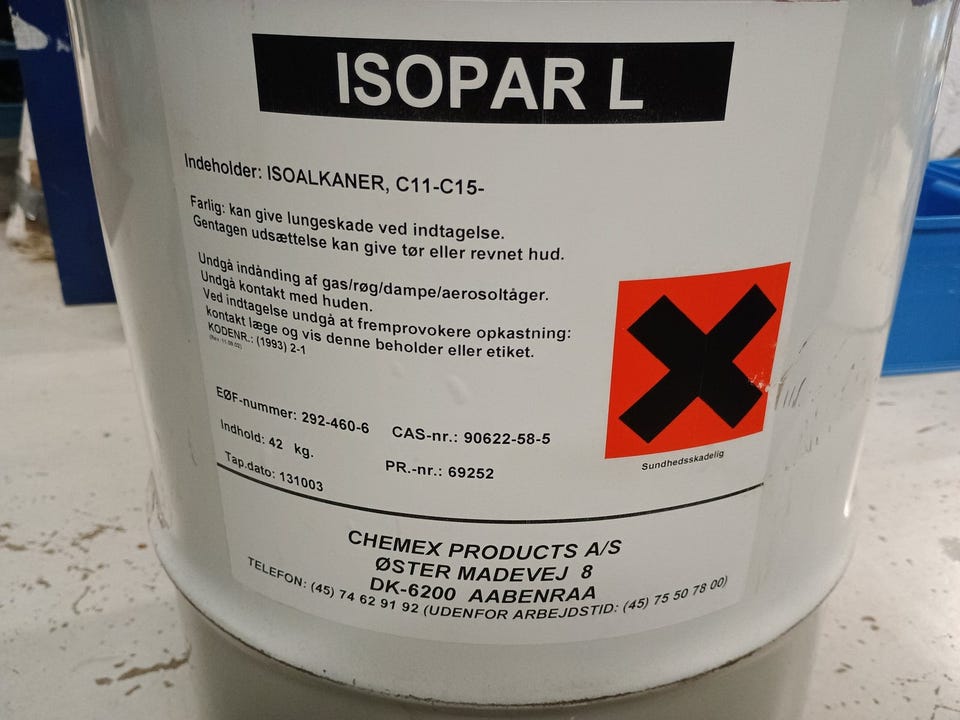 ISOPAR L
Indeholder: ISOALKANER, C11-C15-
Farlig: kan give lungeskade ved indtagelse.
Gentagen udsættelse kan give tør eller revnet hud.
Undgå indånding af gas/røg/dampe/aerosoltåger.
Undgå kontakt med huden.
Ved indtagelse undgå at fremprovokere opkastning:
kontakt læge og vis denne beholder eller etiket.
KODENR.: (1993) 2-1
EØF-nummer: 292-460-6 CAS-nr.: 90622-58-5
Indhold: 42 kg.
PR.-nr.: 69252
Tap.dato: 131003
Sundhedsskadelig
CHEMEX PRODUCTS A/S
ØSTER MADEVEJ 8
DK-6200 AABENRAA
TELEFON: (45) 74 62 91 92 (UDENFOR ARBEJDSTID: (45) 75 50 78 00)